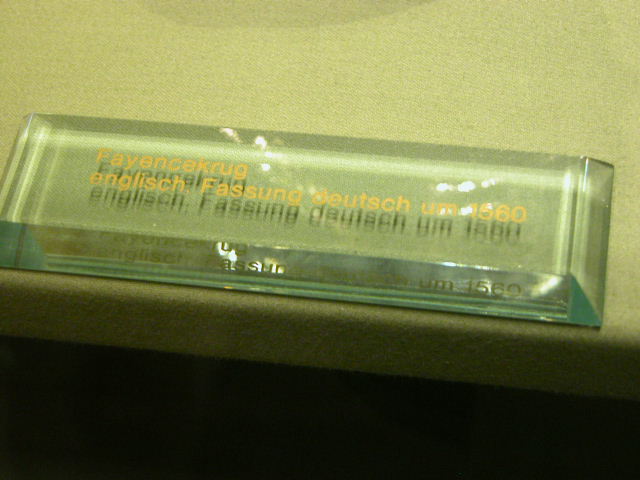 Fayencekrug
englisch, Fassung deutsch um 1560